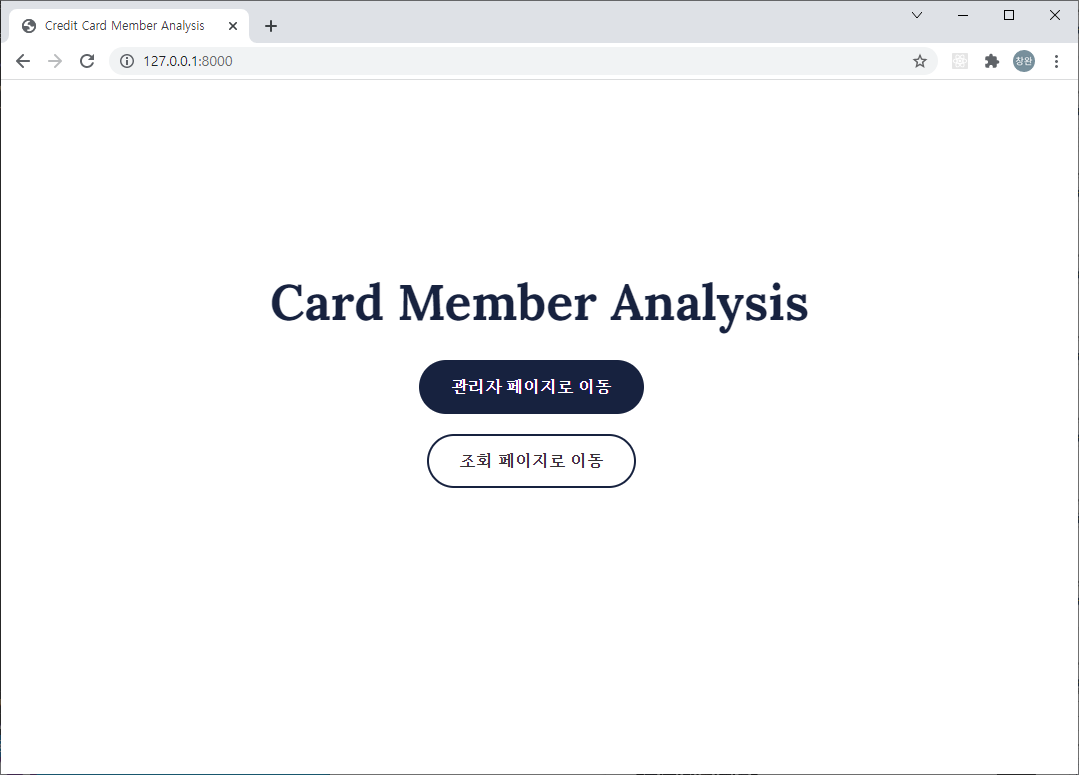 Credit Card Member Analysis
127.0.0.1:8000
창완
Card Member Analysis
관리자 페이지로 이동
조회 페이지로 이동